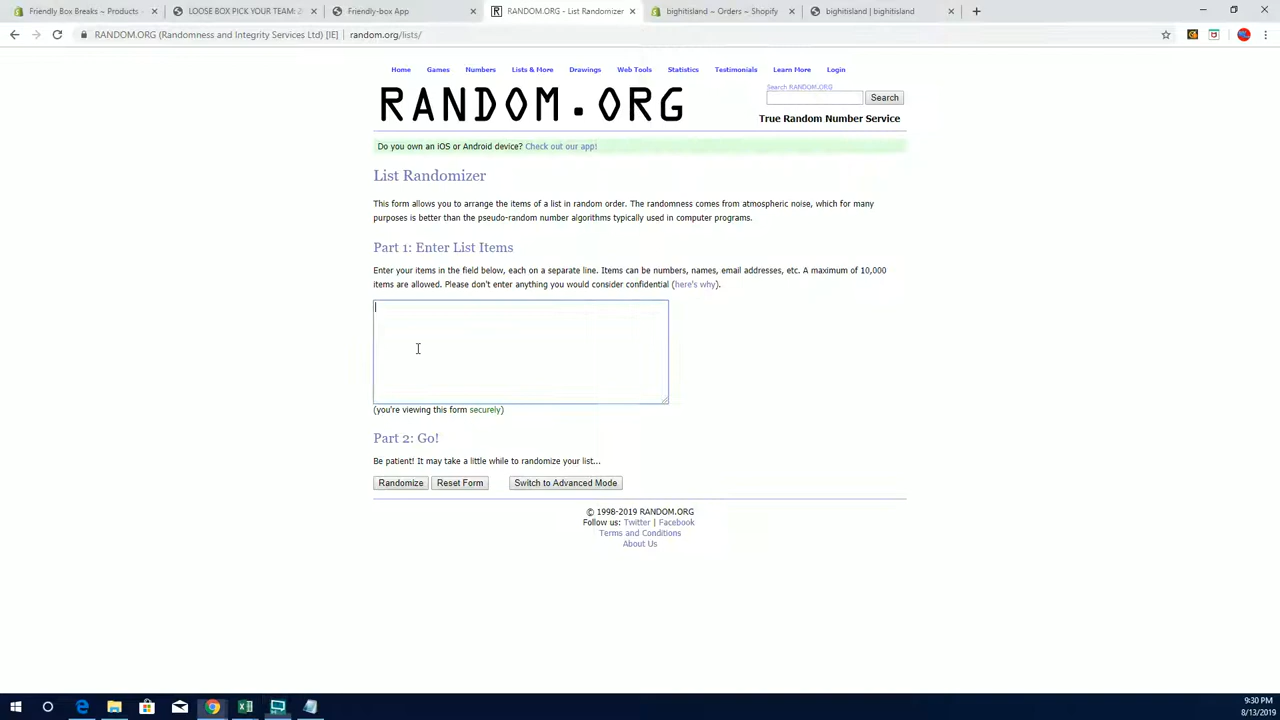 Friendly Box Breaks ~ Products ·
LOOSE BOX PICK YOUR TEAM: 2
Friendly-box App
RANDOM.ORG - List Randomizer
bighitisland ~ Orders ~ Shopify
bighitisland | bighitisland
RANDOM.ORG (Randomness and Integrity Services Ltd) [IE] | random.org/lists/
Home Games Numbers Lists & More Drawings Web Tools Statistics Testimonials Learn More Login
RANDOM.ORG
Search RANDOM.ORG
Search
True Random Number Service
Do you own an iOS or Android device? Check out our app!
List Randomizer
This form allows you to arrange the items of a list in random order. The randomness comes from atmospheric noise, which for many
purposes is better than the pseudo-random number algorithms typically used in computer programs.
Part 1: Enter List Items
Enter your items in the field below, each on a separate line. Items can be numbers, names, email addresses, etc. A maximum of 10,000
items are allowed. Please don't enter anything you would consider confidential (here's why).
(you're viewing this form securely)
Part 2: Go!
Be patient! It may take a little while to randomize your list...
Randomize Reset Form Switch to Advanced Mode
© 1998-2019 RANDOM.ORG
Follow us: Twitter | Facebook
Terms and Conditions
About Us
9:30 PM
8/13/2019